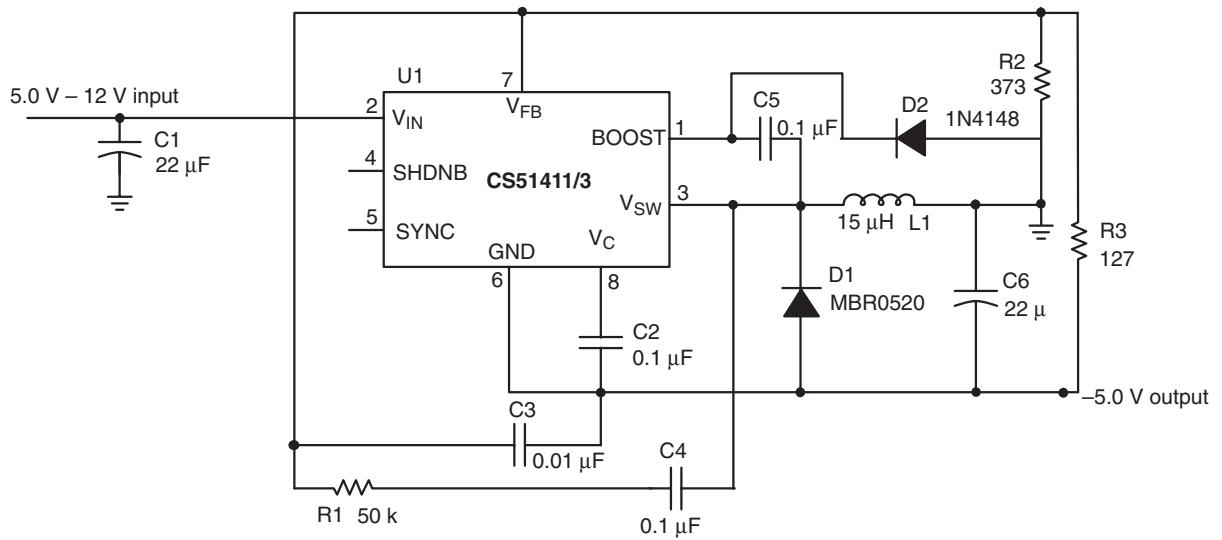 U1
7
R2
373
5.0 V – 12 V input
2
V_IN
V_FB
C5
0.1 μF
D2
1N4148
BOOST
1
C1
22 μF
4
SHDNB
CS51411/3
V_SW
3
5
SYNC
V_C
15 μH L1
R3
127
GND
6
8
D1
MBR0520
C6
22 μ
C2
0.1 μF
–5.0 V output
C3
0.01 μF
C4
R1 50 k
0.1 μF